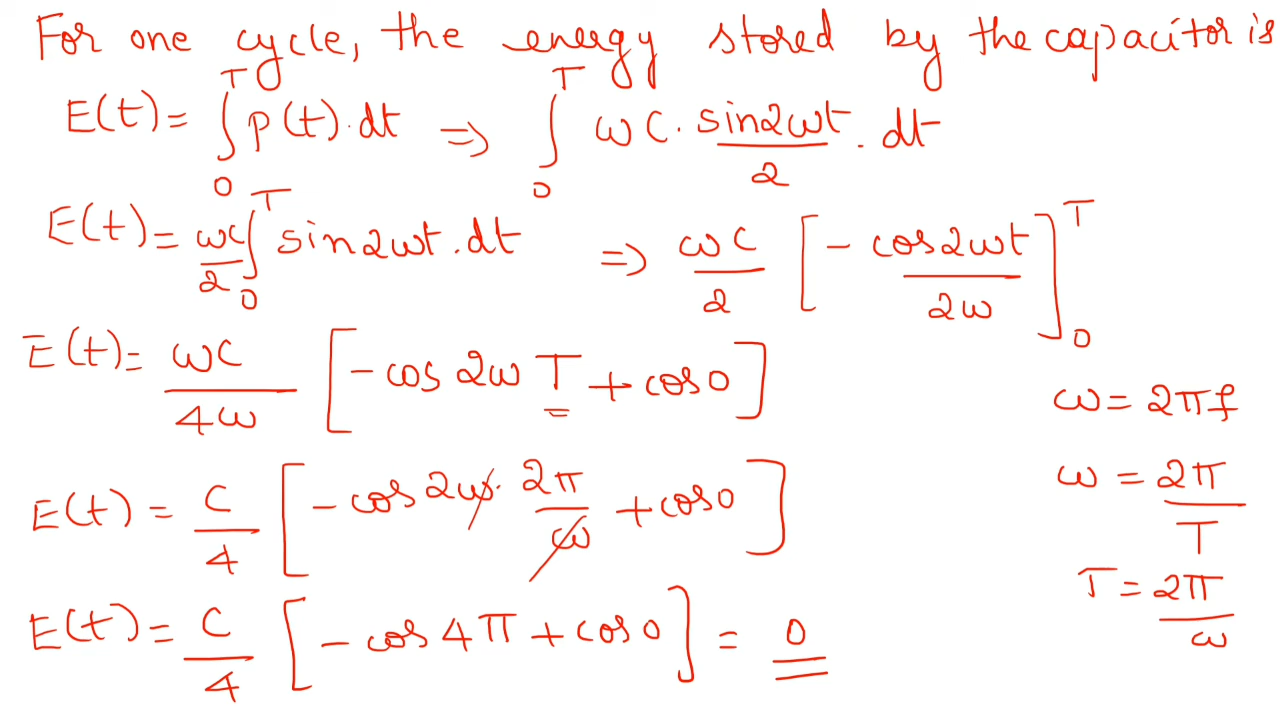 For one cycle, the energy stored by the capacitor is
E(t) = ∫₀ᵀ p(t).dt ⇒ ∫₀ᵀ ωC. sin2ωt/2 . dt
E(t) = ωC/2 ∫₀ᵀ sin2ωt.dt ⇒ ωC/2 [- cos2ωt/2ω]₀ᵀ
E(t) = ωC/4ω [- cos 2ω T + cos0]
ω = 2πf
E(t) = C/4 [- cos 2ω. 2π/ω + cos0]
ω = 2π/T
T = 2π/ω
E(t) = C/4 [- cos 4π + cos0] = 0